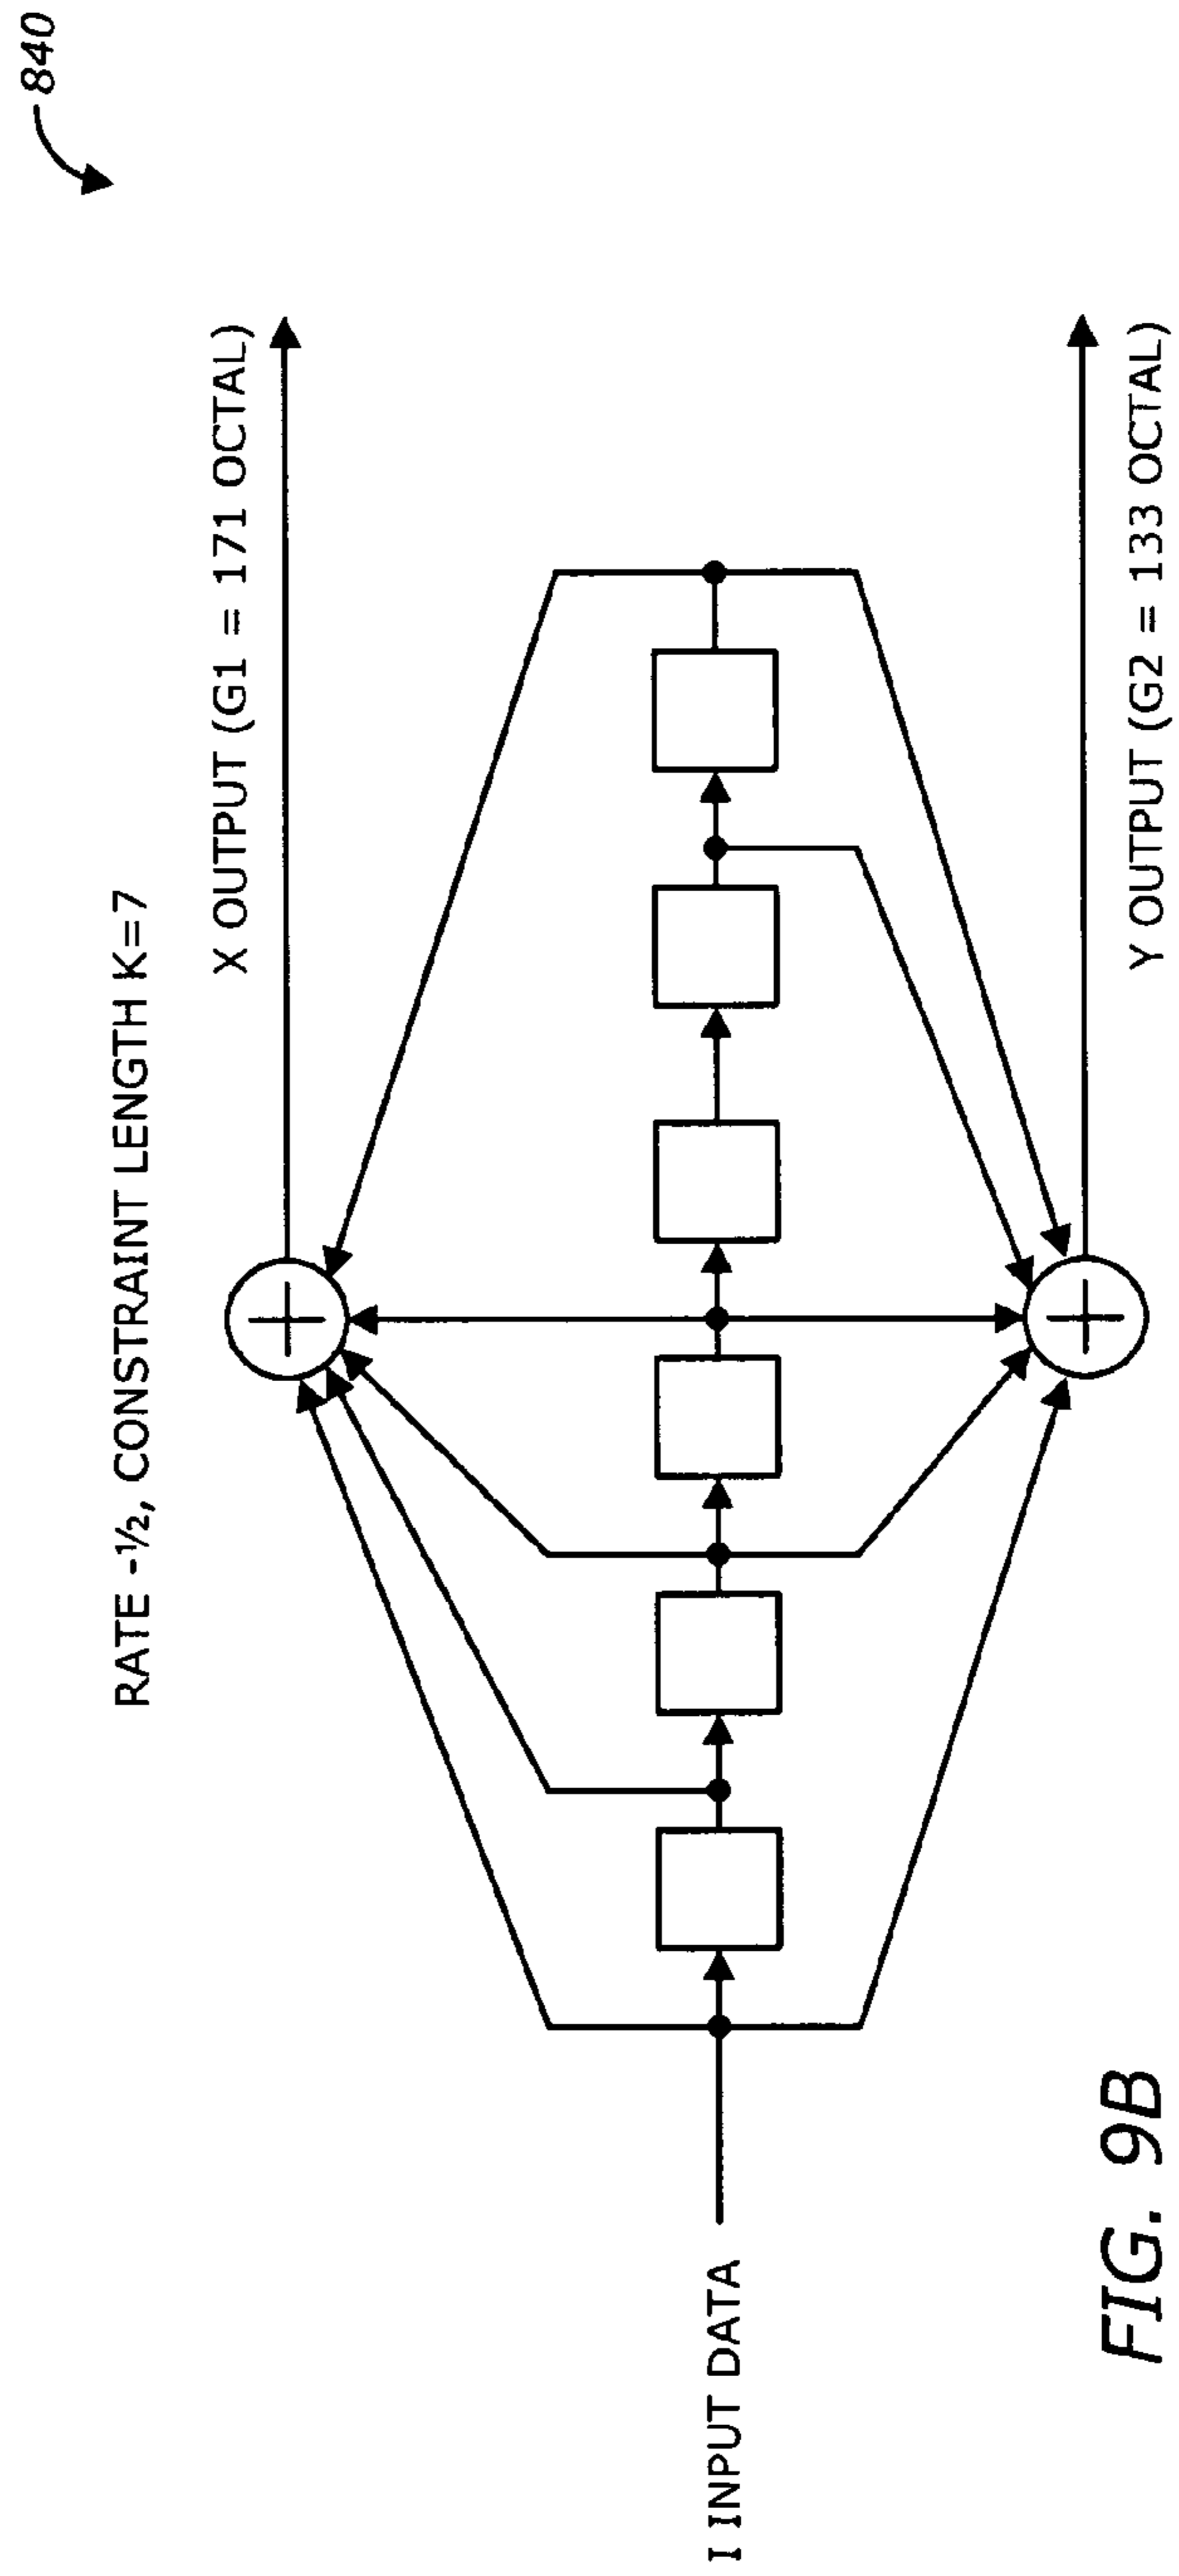 840
RATE -½, CONSTRAINT LENGTH K=7
X OUTPUT (G1 = 171 OCTAL)
I INPUT DATA
Y OUTPUT (G2 = 133 OCTAL)
FIG. 9B